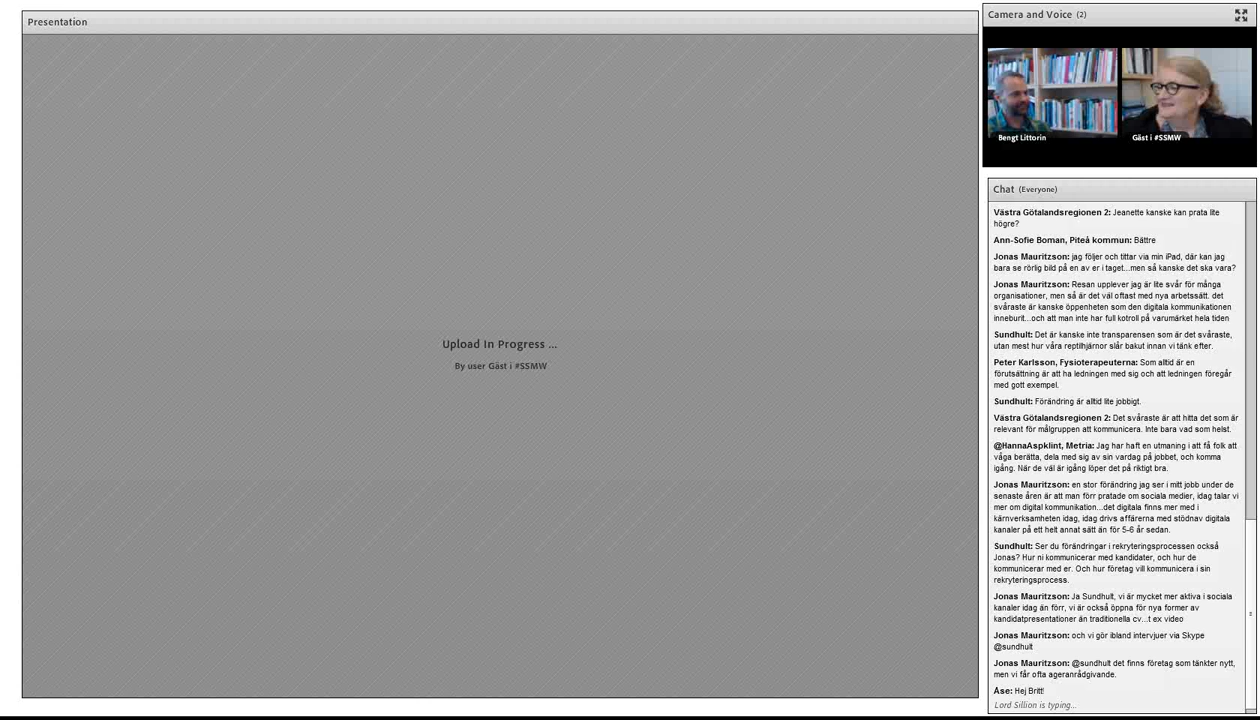 Presentation
Upload In Progress ...
By user Gäst i #SSMW
Camera and Voice (2)
Bengt Littorin
Gäst i #SSMW
Chat (Everyone)
Västra Götalandsregionen 2: Jeanette kanske kan prata lite
högre?
Ann-Sofie Boman, Piteå kommun: Bättre
Jonas Mauritzson: jag följer och tittar via min iPad, där kan jag
bara se rörlig bild på en av er i taget...men så kanske det ska vara?
Jonas Mauritzson: Resan upplever jag är lite svår för många
organisationer, men så är det väl oftast med nya arbetssätt. det
svåraste är kanske öppenheten som den digitala kommunikationen
inneburit...och att man inte har full kotroll på varumärket hela tiden
Sundhult: Det är kanske inte transparensen som är det svåraste,
utan mest hur våra reptilhjärnor slår bakut innan vi tänk efter.
Peter Karlsson, Fysioterapeuterna: Som alltid är en
förutsättning är att ha ledningen med sig och att ledningen föregår
med gott exempel.
Sundhult: Förändring är alltid lite jobbigt.
Västra Götalandsregionen 2: Det svåraste är att hitta det som är
relevant för målgruppen att kommunicera. Inte bara vad som helst.
@HannaAspklint, Metria: Jag har haft en utmaning i att få folk att
våga berätta, dela med sig av sin vardag på jobbet, och komma
igång. När de väl är igång löper det på riktigt bra.
Jonas Mauritzson: en stor förändring jag ser i mitt jobb under de
senaste åren är att man förr pratade om sociala medier, idag talar vi
mer om digital kommunikation...det digitala finns mer med i
kärnverksamheten idag, idag drivs affärerna med stödnav digitala
kanaler på ett helt annat sätt än för 5-6 år sedan.
Sundhult: Ser du förändringar i rekryteringsprocessen också
Jonas? Hur ni kommunicerar med kandidater, och hur de
kommunicerar med er. Och hur företag vill kommunicera i sin
rekryteringsprocess.
Jonas Mauritzson: Ja Sundhult, vi är mycket mer aktiva i sociala
kanaler idag än förr, vi är också öppna för nya former av
kandidatpresentationer än traditionella cv...t ex video
Jonas Mauritzson: och vi gör ibland intervjuer via Skype
@sundhult
Jonas Mauritzson: @sundhult det finns företag som tänkter nytt,
men vi får ofta ageranrådgivande.
Åse: Hej Britt!
Lord Sillion is typing...